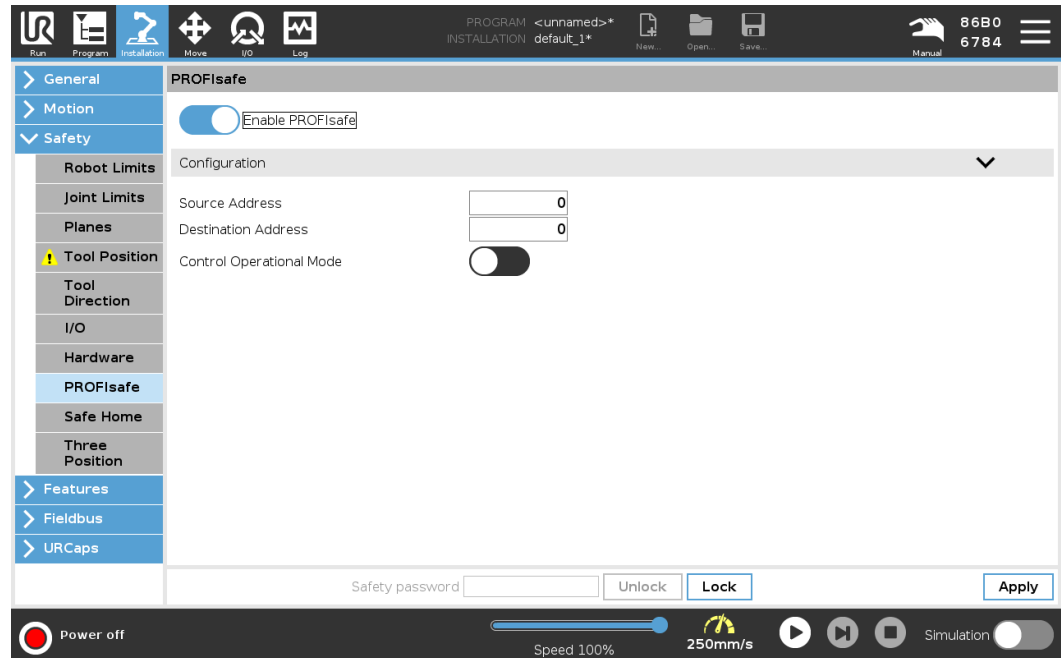 UR
PROGRAM <unnamed>*
INSTALLATION default_1*
Run
Program
Installation
Move
I/O
Log
New...
Open...
Save...
Manual
86B0
6784
General
Motion
Safety
Robot Limits
Joint Limits
Planes
Tool Position
Tool
Direction
I/O
Hardware
PROFIsafe
Safe Home
Three
Position
Features
Fieldbus
URCaps
PROFIsafe
Enable PROFIsafe
Configuration
Source Address 0
Destination Address 0
Control Operational Mode
Safety password Unlock Lock Apply
Power off
Speed 100%
250mm/s
Simulation